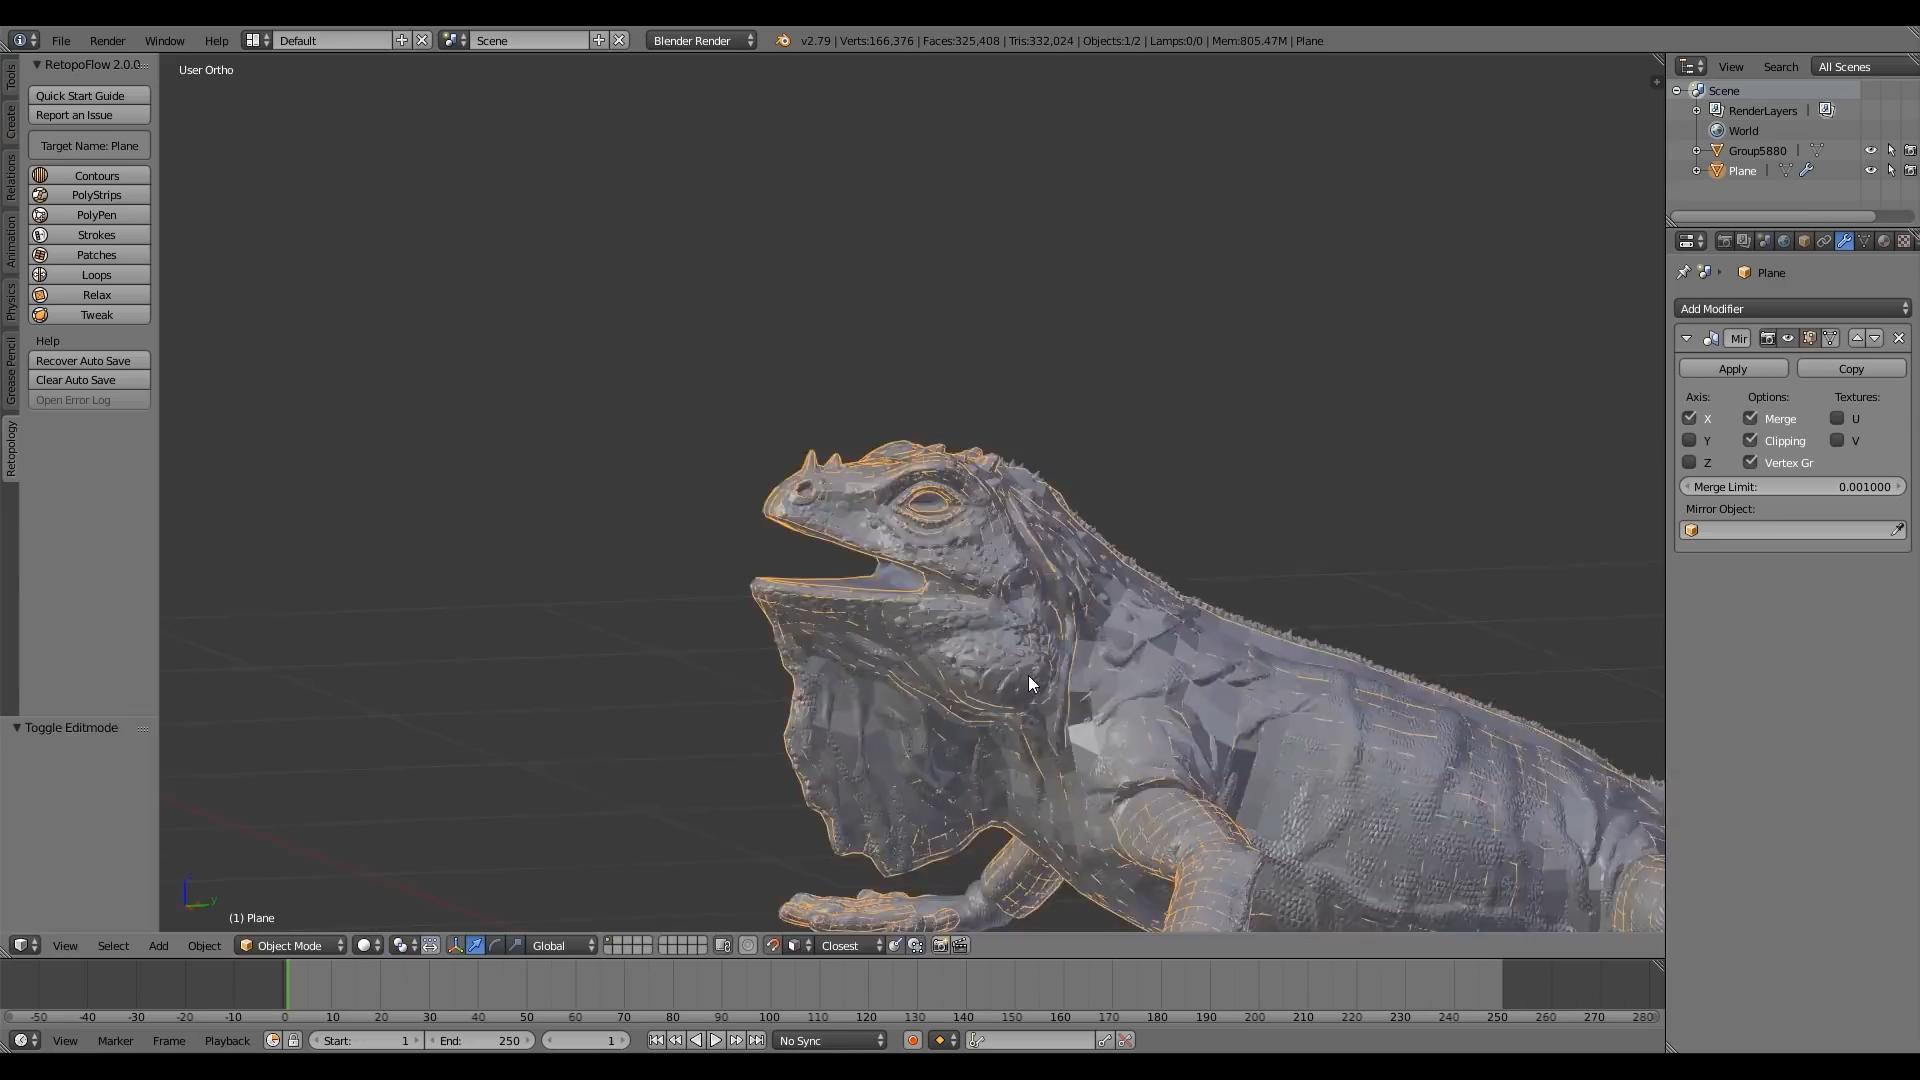 File Render Window Help Default Scene Blender Render v2.79 | Verts:166,376 | Faces:325,408 | Tris:332,024 | Objects:1/2 | Lamps:0/0 | Mem:805.47M | Plane
RetopoFlow 2.0.0
User Ortho
Quick Start Guide
Report an Issue
Target Name: Plane
Contours
PolyStrips
PolyPen
Strokes
Patches
Loops
Relax
Tweak
Help
Recover Auto Save
Clear Auto Save
Open Error Log
Tools
Create
Relations
Animation
Physics
Grease Pencil
Retopology
Toggle Editmode
y
(1) Plane
View Search All Scenes
Scene
RenderLayers |
World
Group5880 |
Plane |
Plane
Add Modifier
Mir
Apply Copy
Axis: Options: Textures:
X Merge U
Y Clipping V
Z Vertex Gr
Merge Limit: 0.001000
Mirror Object:
View Select Add Object Object Mode Global Closest
-50 -40 -30 -20 -10 0 10 20 30 40 50 60 70 80 90 100 110 120 130 140 150 160 170 180 190 200 210 220 230 240 250 260 270 280
View Marker Frame Playback Start: 1 End: 250 1 No Sync